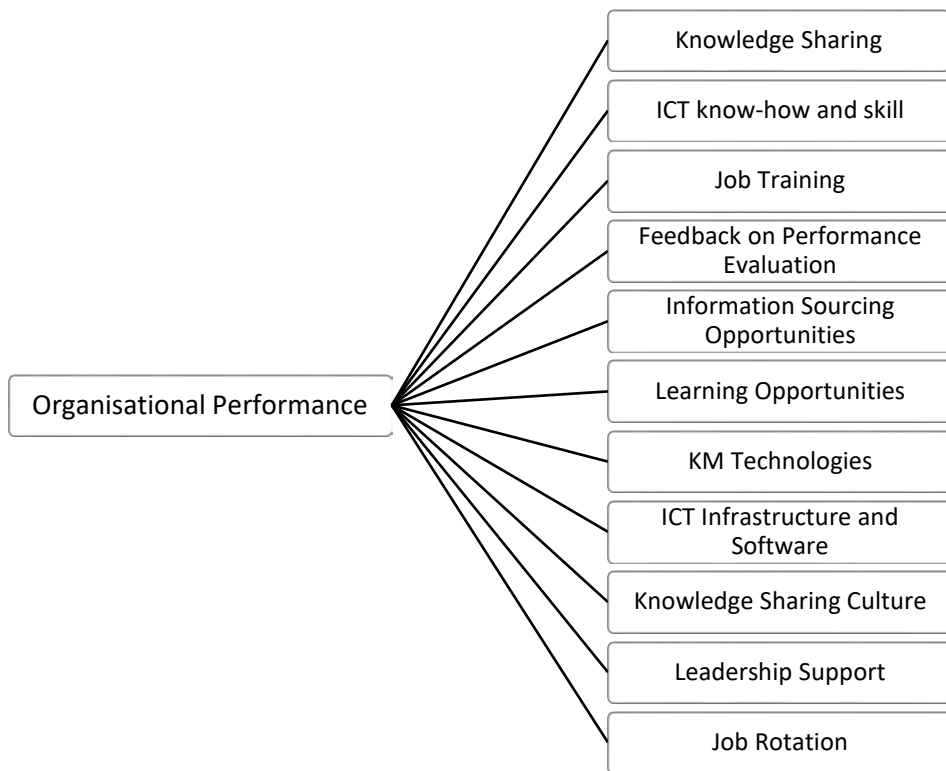 Knowledge Sharing
ICT know-how and skill
Job Training
Feedback on Performance
Evaluation
Information Sourcing
Opportunities
Organisational Performance
Learning Opportunities
KM Technologies
ICT Infrastructure and
Software
Knowledge Sharing Culture
Leadership Support
Job Rotation